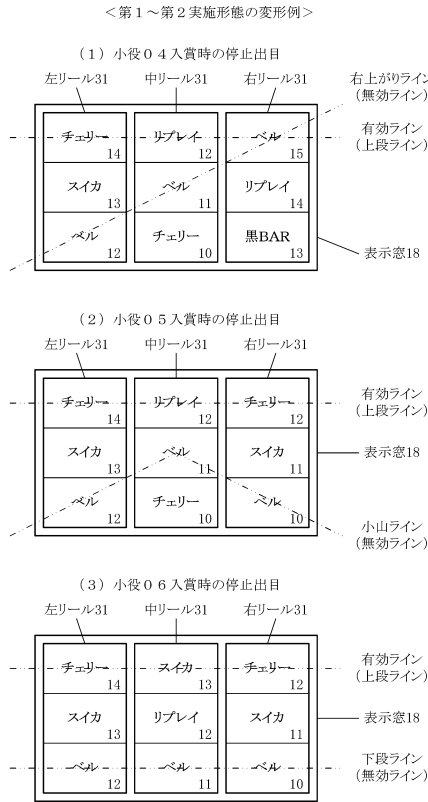 ＜第１～第２実施形態の変形例＞
（１）小役０４入賞時の停止出目
左リール31 中リール31 右リール31
右上がりライン
（無効ライン）
有効ライン
（上段ライン）
チェリー 14 リプレイ 12 ベル 15
スイカ 13 ベル 11 リプレイ 14
ベル 12 チェリー 10 黒BAR 13
表示窓18
（２）小役０５入賞時の停止出目
左リール31 中リール31 右リール31
有効ライン
（上段ライン）
チェリー 14 リプレイ 12 チェリー 12
スイカ 13 ベル 11 スイカ 11
表示窓18
ベル 12 チェリー 10 ベル 10
小山ライン
（無効ライン）
（３）小役０６入賞時の停止出目
左リール31 中リール31 右リール31
有効ライン
（上段ライン）
チェリー 14 スイカ 13 チェリー 12
スイカ 13 リプレイ 12 スイカ 11
表示窓18
ベル 12 ベル 11 ベル 10
下段ライン
（無効ライン）